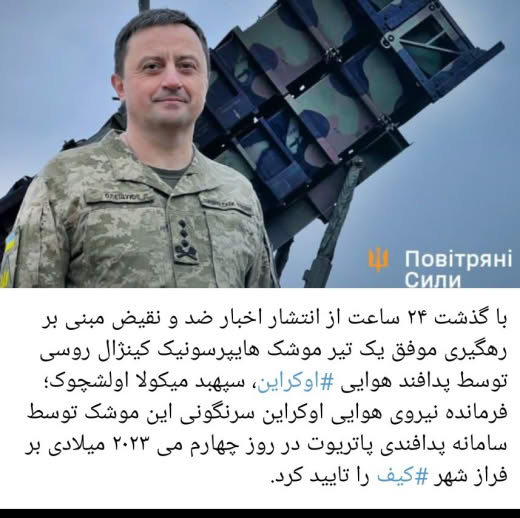 Повітряні
Сили
با گذشت ۲۴ ساعت از انتشار اخبار ضد و نقیض مبنی بر
رهگیری موفق یک تیر موشک هایپرسونیک کینژال روسی
توسط پدافند هوایی #اوکراین، سپهبد میکولا اولشچوک؛
فرمانده نیروی هوایی اوکراین سرنگونی این موشک توسط
سامانه پدافندی پاتریوت در روز چهارم می ۲۰۲۳ میلادی بر
فراز شهر #کیف را تایید کرد.